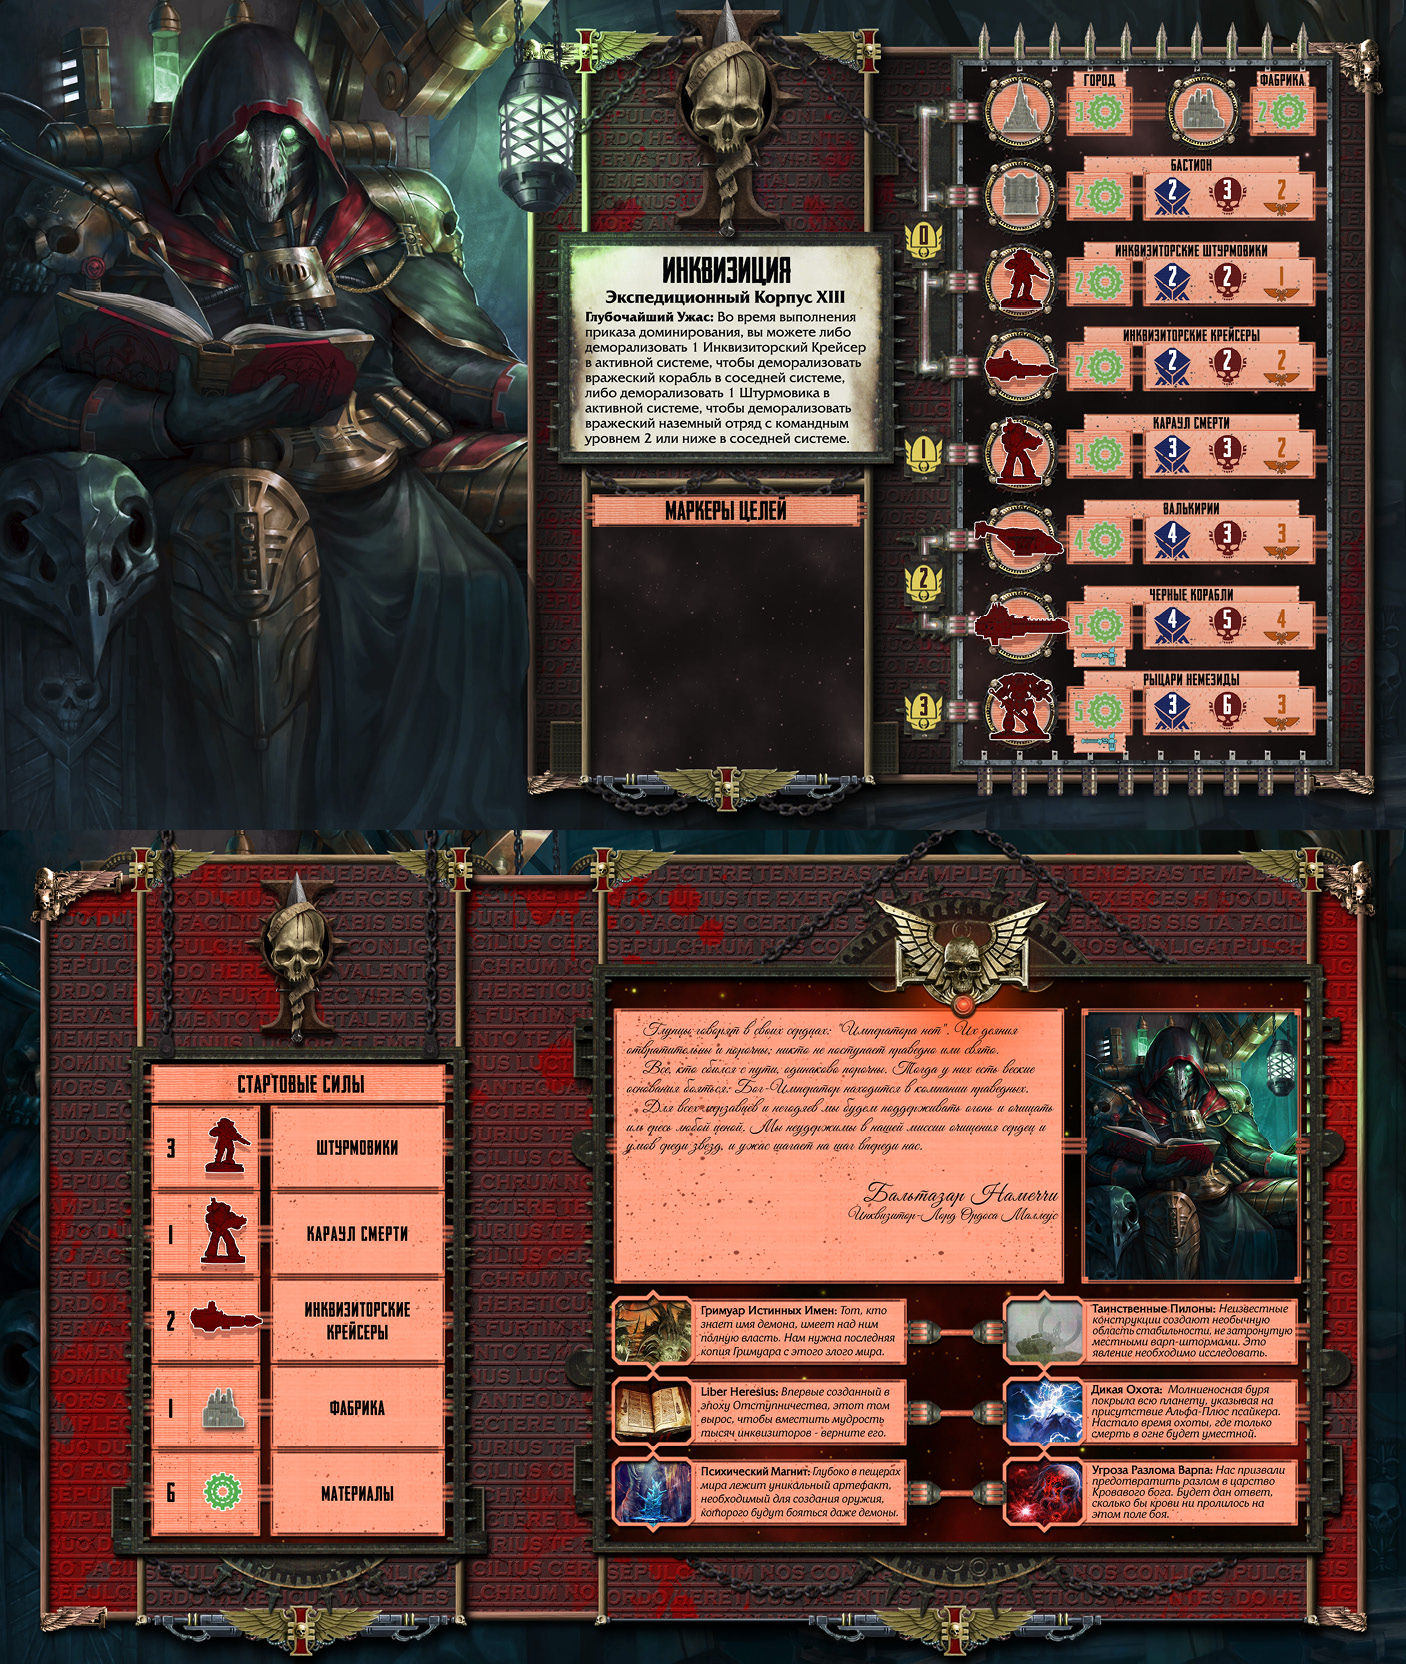 ИНКВИЗИЦИЯ
Экспедиционный Корпус XIII
Глубочайший Ужас: Во время выполнения
приказа доминирования, вы можете либо
деморализовать 1 Инквизиторский Крейсер
в активной системе, чтобы деморализовать
вражеский корабль в соседней системе,
либо деморализовать 1 Штурмовика в
активной системе, чтобы деморализовать
вражеский наземный отряд с командным
уровнем 2 или ниже в соседней системе.
МАРКЕРЫ ЦЕЛЕЙ
ГОРОД
3
ФАБРИКА
2
БАСТИОН
2 2 3 2
0
ИНКВИЗИТОРСКИЕ ШТУРМОВИКИ
2 2 2 1
ИНКВИЗИТОРСКИЕ КРЕЙСЕРЫ
2 2 2 2
КАРАУЛ СМЕРТИ
1 3 3 3 2
ВАЛЬКИРИИ
4 4 3 3
2
ЧЕРНЫЕ КОРАБЛИ
5 4 5 4
РЫЦАРИ НЕМЕЗИДЫ
3 5 3 6 3
СТАРТОВЫЕ СИЛЫ
3 ШТУРМОВИКИ
1 КАРАУЛ СМЕРТИ
2 ИНКВИЗИТОРСКИЕ
КРЕЙСЕРЫ
1 ФАБРИКА
6 МАТЕРИАЛЫ
Глупцы говорят в своих сердцах: "Императора нет". Их деяния
отвратительны и порочны; никто не поступает праведно или свято.
Все, кто сбился с пути, одинаково порочны. Тогда у них есть веские
основания бояться: Бог-Император находится в компании праведных.
Для всех мерзавцев и негодяев мы будем поддерживать огонь и очищать
их ересь любой ценой. Мы неудержимы в нашей миссии очищения сердец и
умов среди звезд, и ужас шагает на шаг впереди нас.
Бальтазар Намеччи
Инквизитор-Лорд Ордоса Маллеус
Гримуар Истинных Имен: Тот, кто
знает имя демона, имеет над ним
полную власть. Нам нужна последняя
копия Гримуара с этого злого мира.
Liber Heresius: Впервые созданный в
эпоху Отступничества, этот том
вырос, чтобы вместить мудрость
тысяч инквизиторов - верните его.
Психический Магнит: Глубоко в пещерах
мира лежит уникальный артефакт,
необходимый для создания оружия,
которого будут бояться даже демоны.
Таинственные Пилоны: Неизвестные
конструкции создают необычную
область стабильности, не затронутую
местными варп-штормами. Это
явление необходимо исследовать.
Дикая Охота: Молниеносная буря
покрыла всю планету, указывая на
присутствие Альфа-Плюс псайкера.
Настало время охоты, где только
смерть в огне будет уместной.
Угроза Разлома Варпа: Нас призвали
предотвратить разлом в царство
Кровавого бога. Будет дан ответ,
сколько бы крови ни пролилось на
этом поле боя.